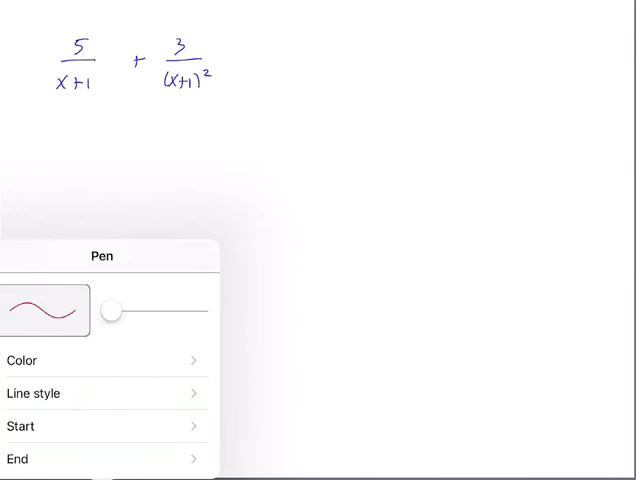 5/(x+1) + 3/(x+1)²
Pen
Color
Line style
Start
End